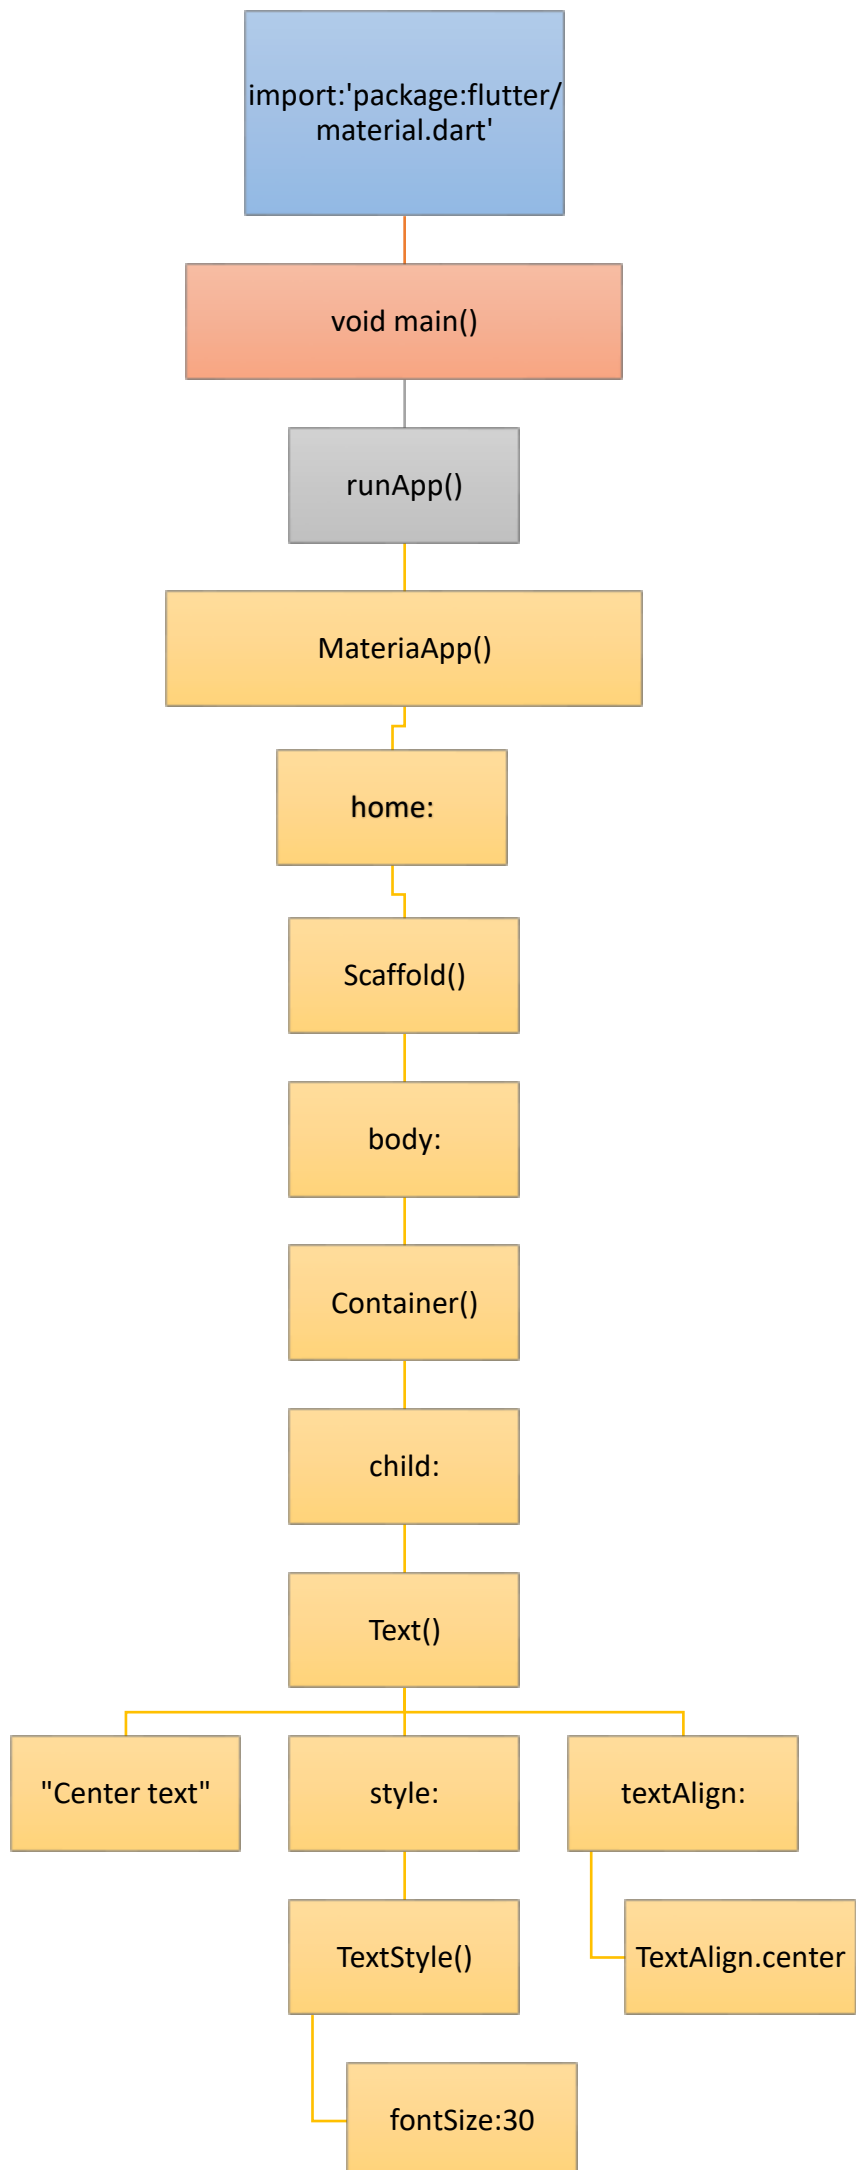 import:'package:flutter/
material.dart'
void main()
runApp()
MateriaApp()
home:
Scaffold()
body:
Container()
child:
Text()
"Center text"
style:
textAlign:
TextStyle()
TextAlign.center
fontSize:30